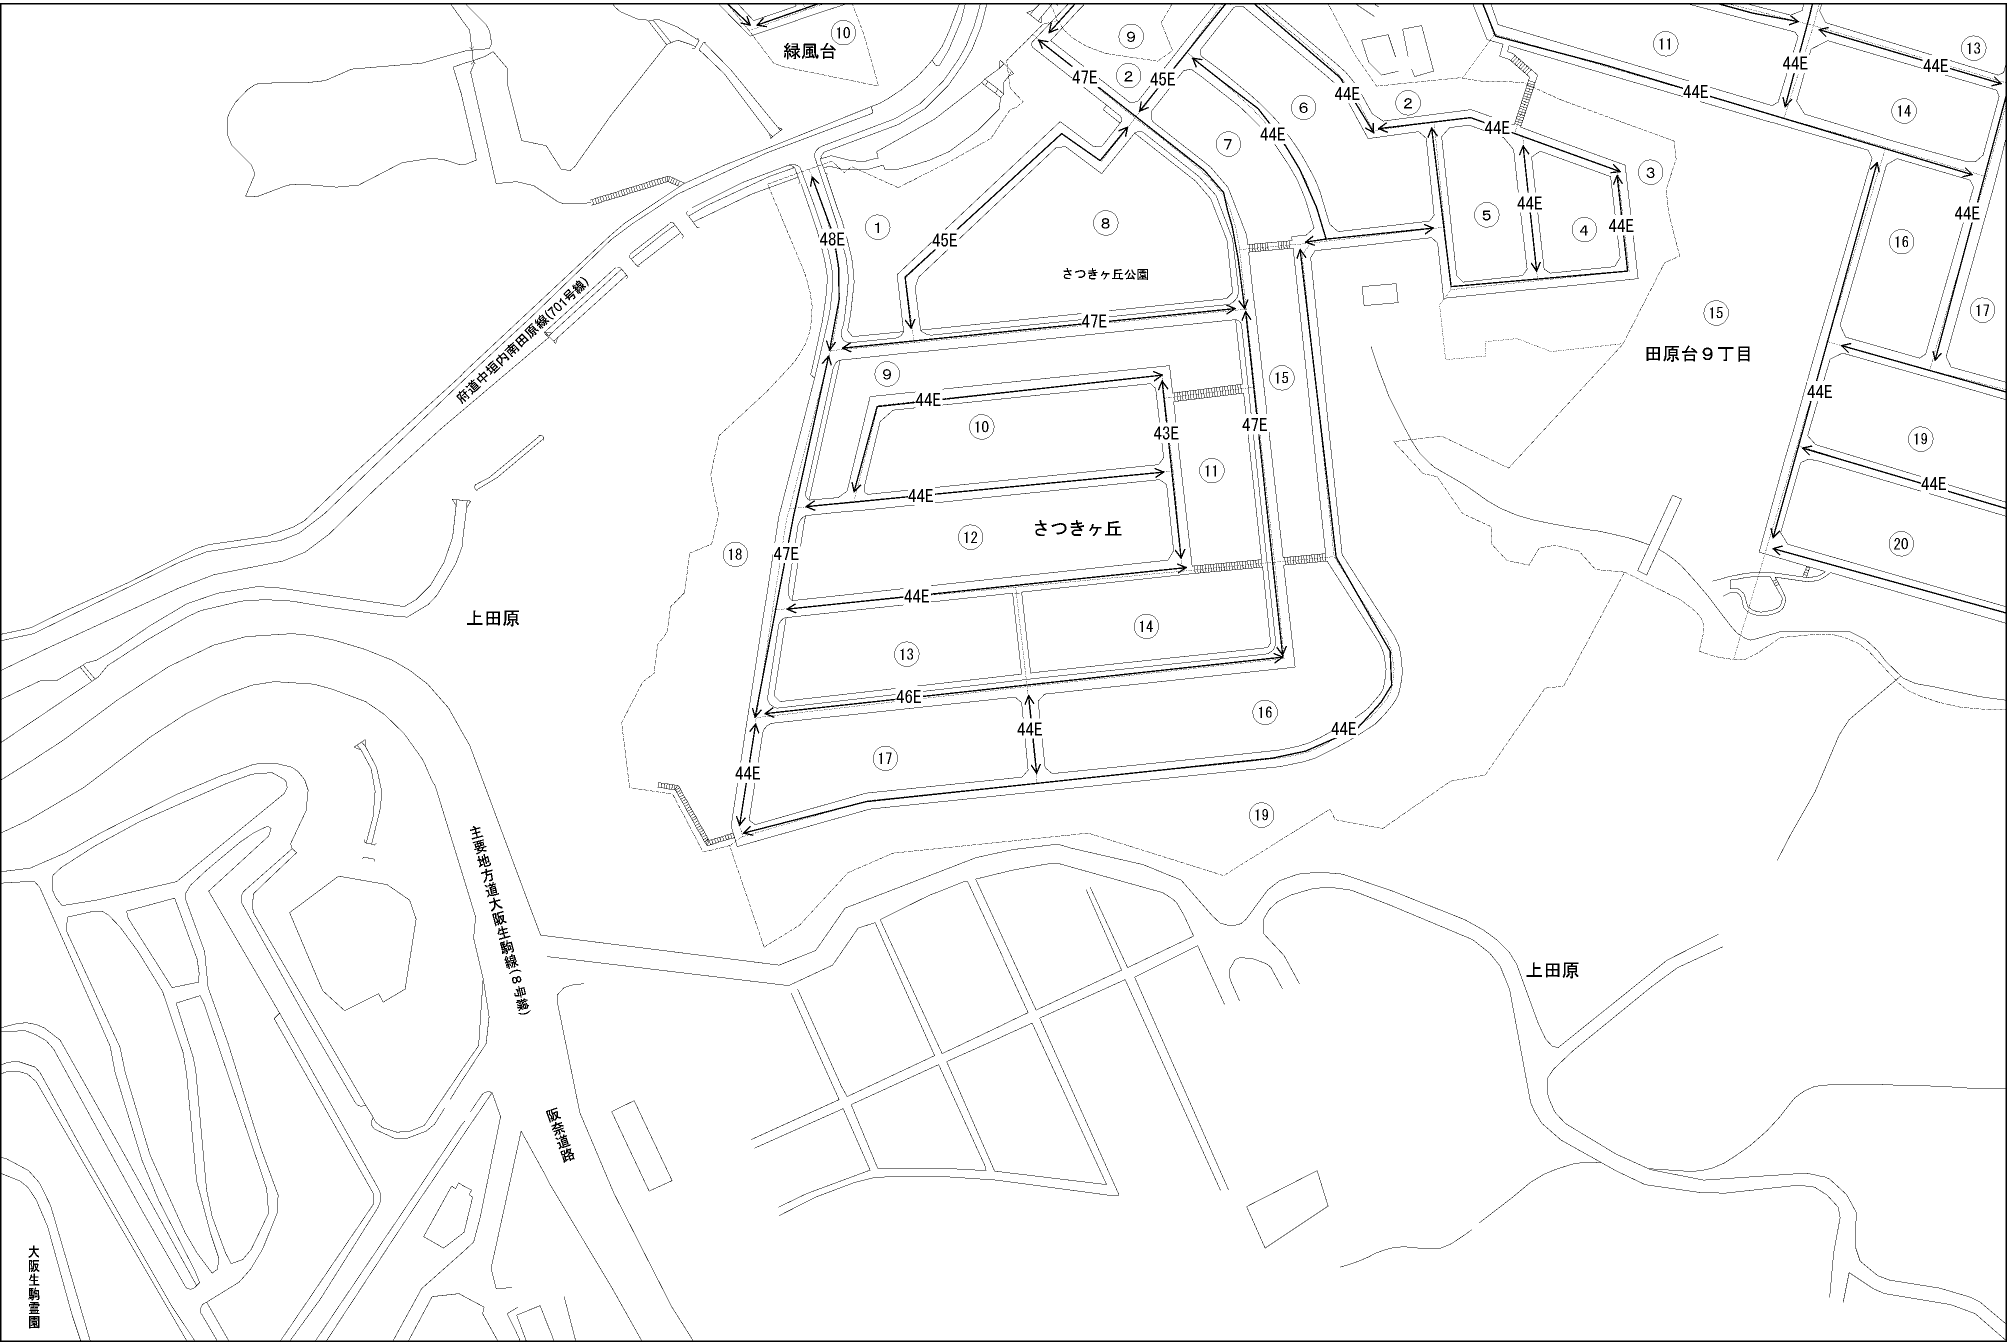 ⑩
緑風台
⑨
②
47E
45E
⑥
44E
②
44E
44E
⑦
44E
③
⑪
⑬
44E
44E
44E
⑭
①
48E
45E
⑧
さつきヶ丘公園
⑤
44E
④
44E
44E
⑯
⑰
47E
⑮
田原台9丁目
府道中垣内南田原線(701号線)
⑨
44E
⑩
43E
⑮
47E
⑪
44E
44E
⑲
44E
⑳
⑫
さつきヶ丘
⑱
47E
44E
上田原
⑬
⑭
46E
⑯
44E
44E
⑰
44E
⑲
主要地方道大阪生駒線(8号線)
上田原
阪奈道路
大阪生駒霊園